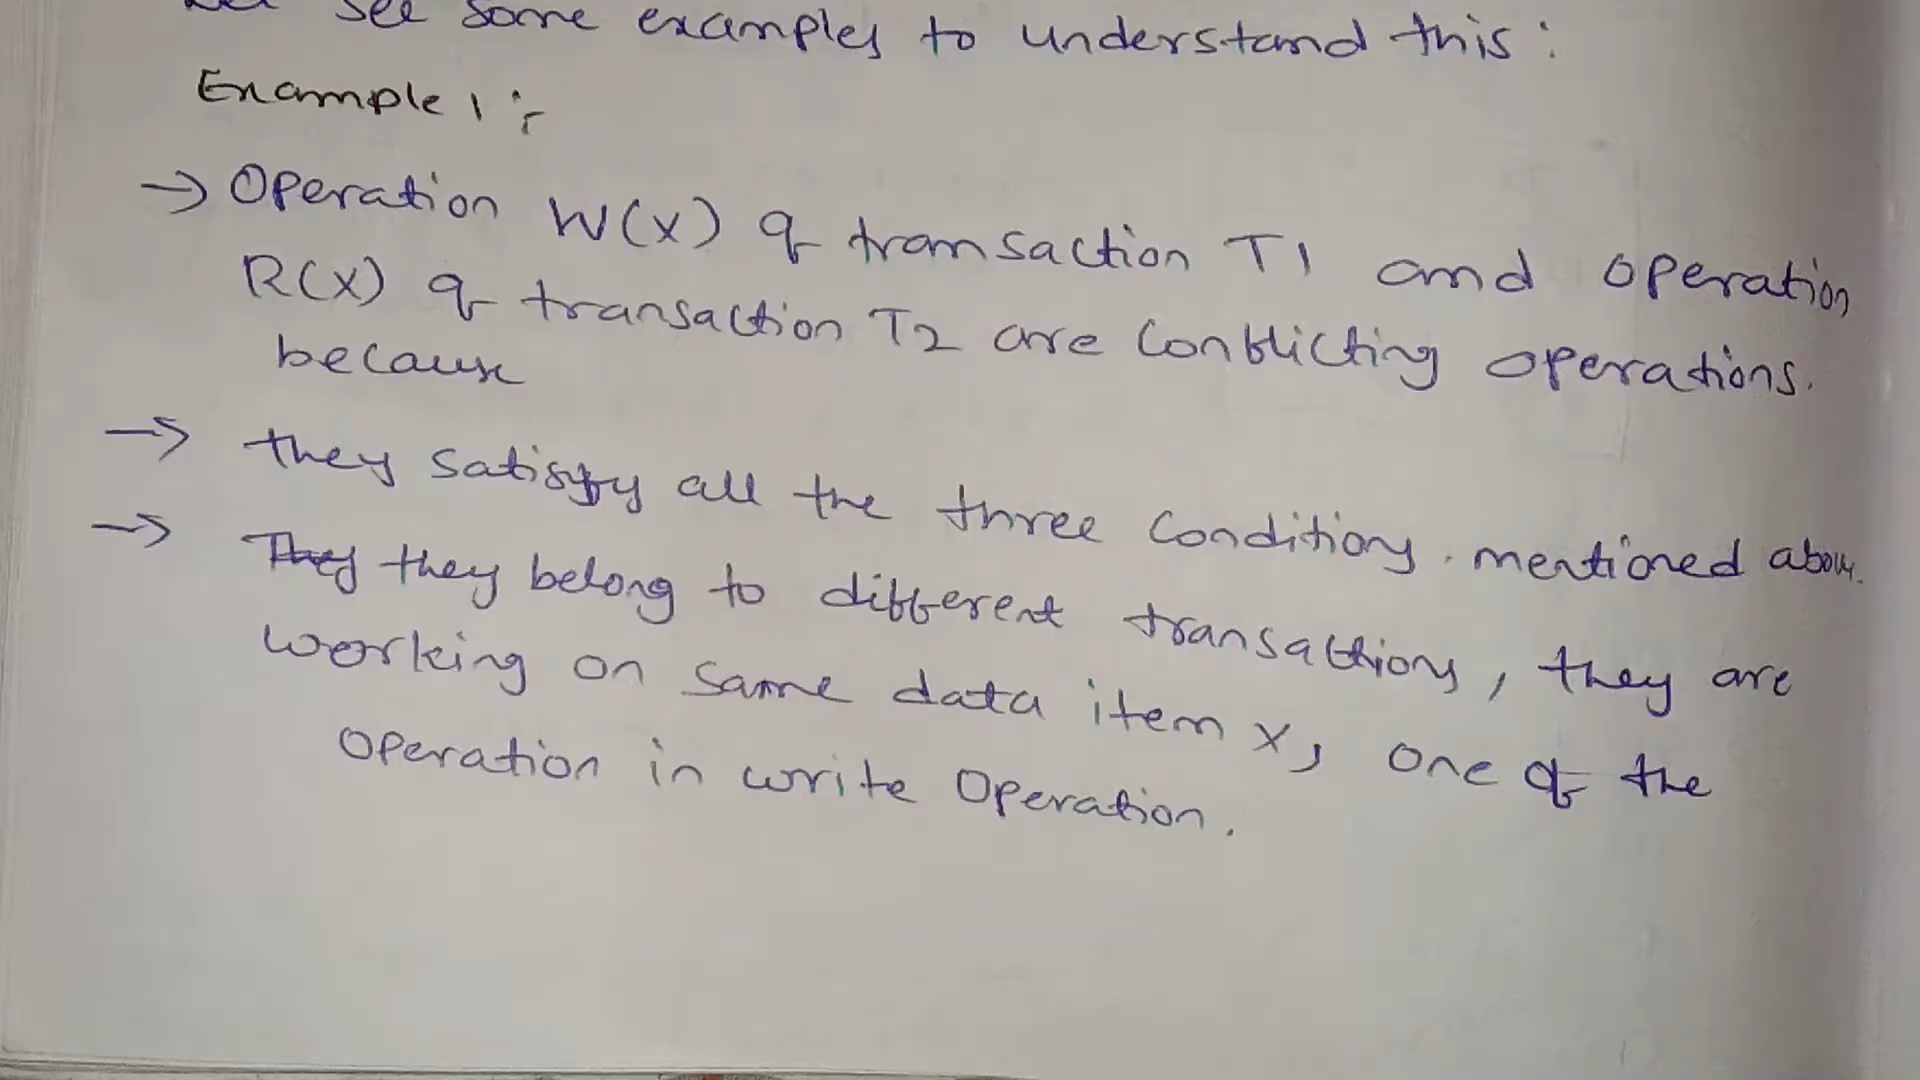 Let see some examples to understand this:
Example 1:-
→ Operation W(X) of transaction T1 and operation
R(X) of transaction T2 are conflicting operations.
because
→ they satisfy all the three conditions. mentioned above.
→ They they belong to different transactions, they are
working on same data item X, one of the
operation in write operation.